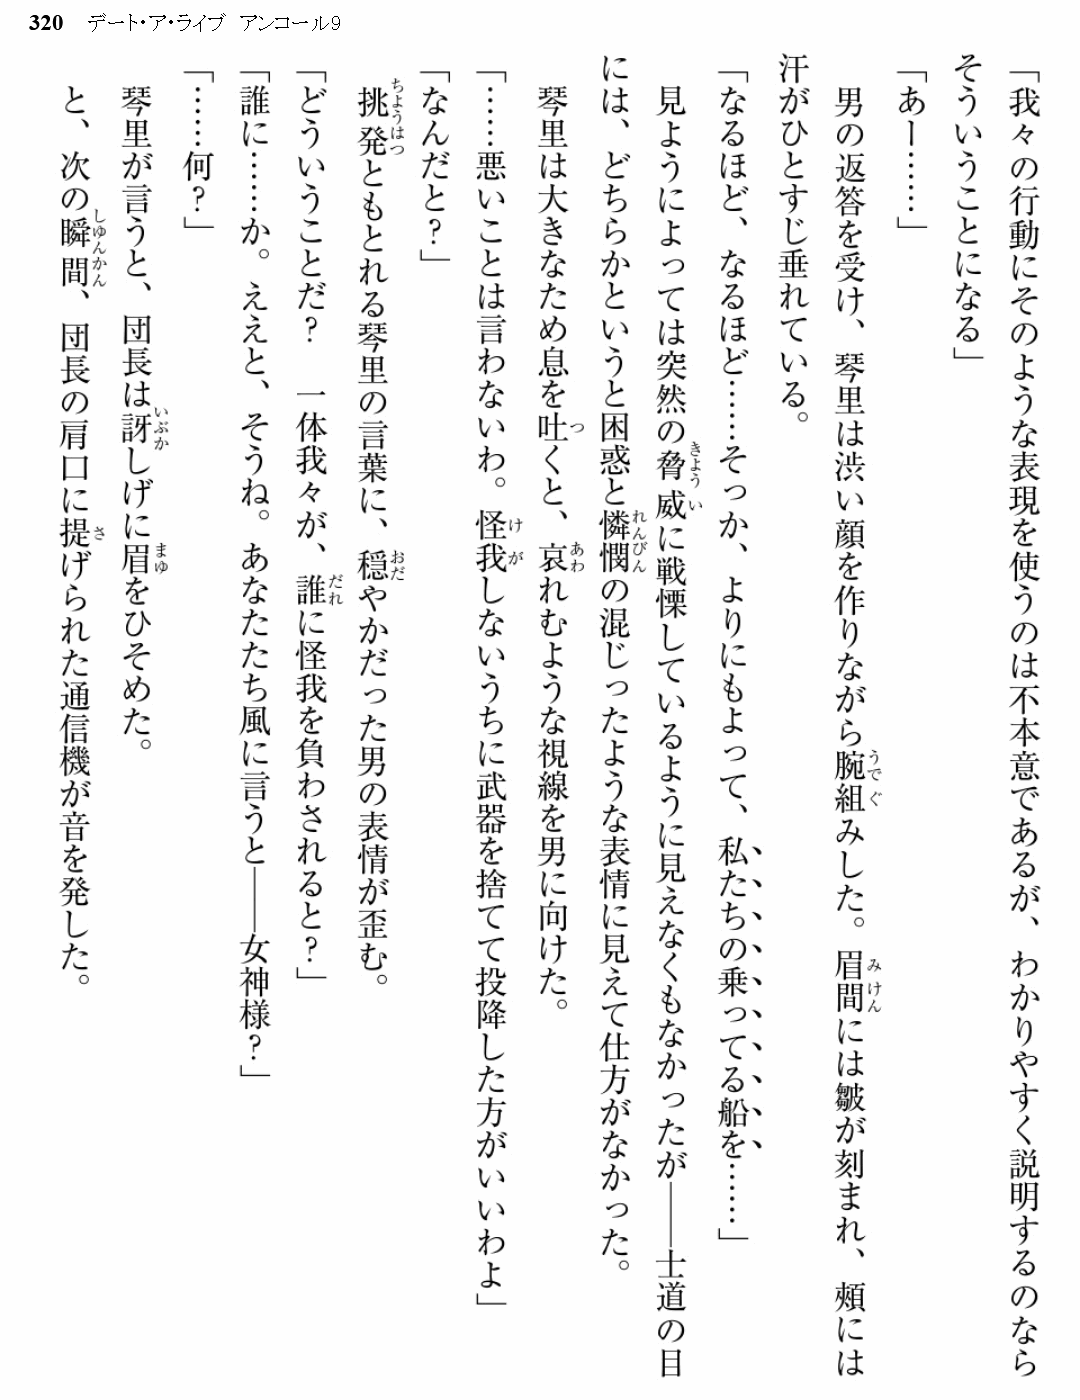 320 デート・ア・ライブ アンコール9
「我々の行動にそのような表現を使うのは不本意であるが、わかりやすく説明するのなら
そういうことになる」
「あー……」
男の返答を受け、琴里は渋い顔を作りながら腕組みした。眉間には皺が刻まれ、頬には
汗がひとすじ垂れている。
「なるほど、なるほど……そっか、よりにもよって、私たちの乗ってる船を……」
見ようによっては突然の脅威に戦慄しているように見えなくもなかったが――士道の目
には、どちらかというと困惑と憐憫の混じったような表情に見えて仕方がなかった。
琴里は大きなため息を吐くと、哀れむような視線を男に向けた。
「……悪いことは言わないわ。怪我しないうちに武器を捨てて投降した方がいいわよ」
「なんだと？」
挑発ともとれる琴里の言葉に、穏やかだった男の表情が歪む。
「どういうことだ？　一体我々が、誰に怪我を負わされると？」
「誰に……か。ええと、そうね。あなたたち風に言うと――女神様？」
「……何？」
琴里が言うと、団長は訝しげに眉をひそめた。
と、次の瞬間、団長の肩口に提げられた通信機が音を発した。